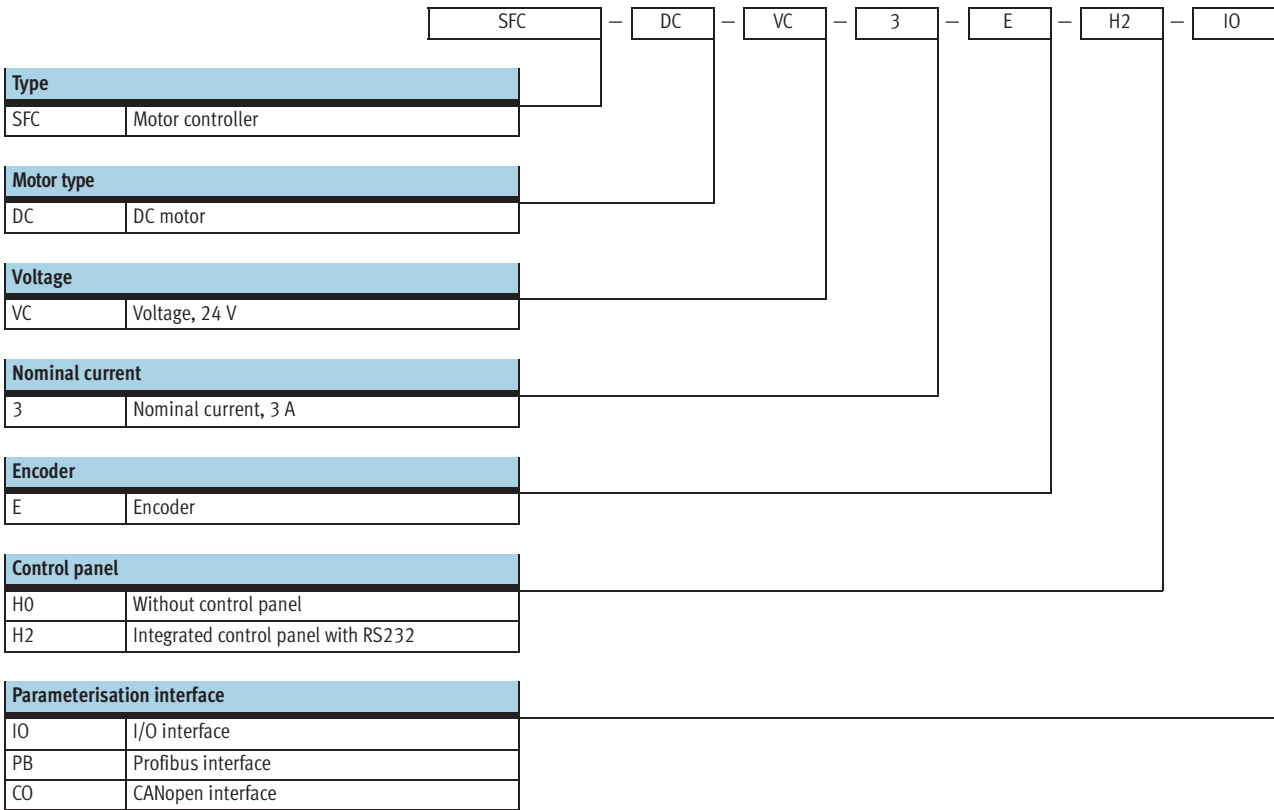 SFC – DC – VC – 3 – E – H2 – IO
Type
SFC Motor controller
Motor type
DC DC motor
Voltage
VC Voltage, 24 V
Nominal current
3 Nominal current, 3 A
Encoder
E Encoder
Control panel
H0 Without control panel
H2 Integrated control panel with RS232
Parameterisation interface
IO I/O interface
PB Profibus interface
CO CANopen interface